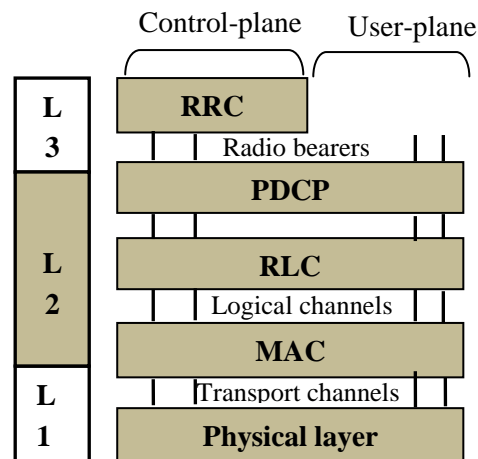 Control-plane
User-plane
L
3
RRC
Radio bearers
PDCP
L
2
RLC
Logical channels
MAC
L
1
Transport channels
Physical layer